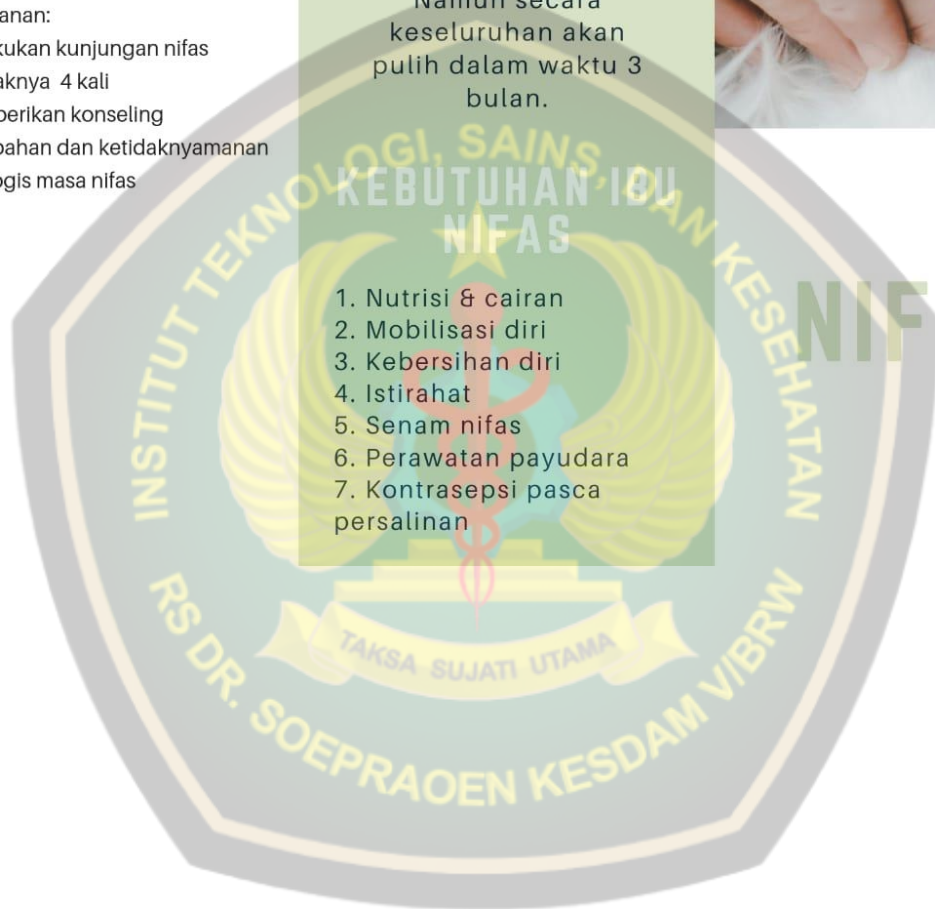 anan:
kukan kunjungan nifas
aknya 4 kali
berikan konseling
bahan dan ketidaknyamanan
ogis masa nifas
Namun secara
keseluruhan akan
pulih dalam waktu 3
bulan.
KEBUTUHAN IBU
NIFAS
1. Nutrisi & cairan
2. Mobilisasi diri
3. Kebersihan diri
4. Istirahat
5. Senam nifas
6. Perawatan payudara
7. Kontrasepsi pasca
persalinan
NIF
INSTITUT TEKNOLOGI, SAINS, DAN KESEHATAN
TAKSA SUJATI UTAMA
RS DR. SOEPRAOEN KESDAM V/BRW